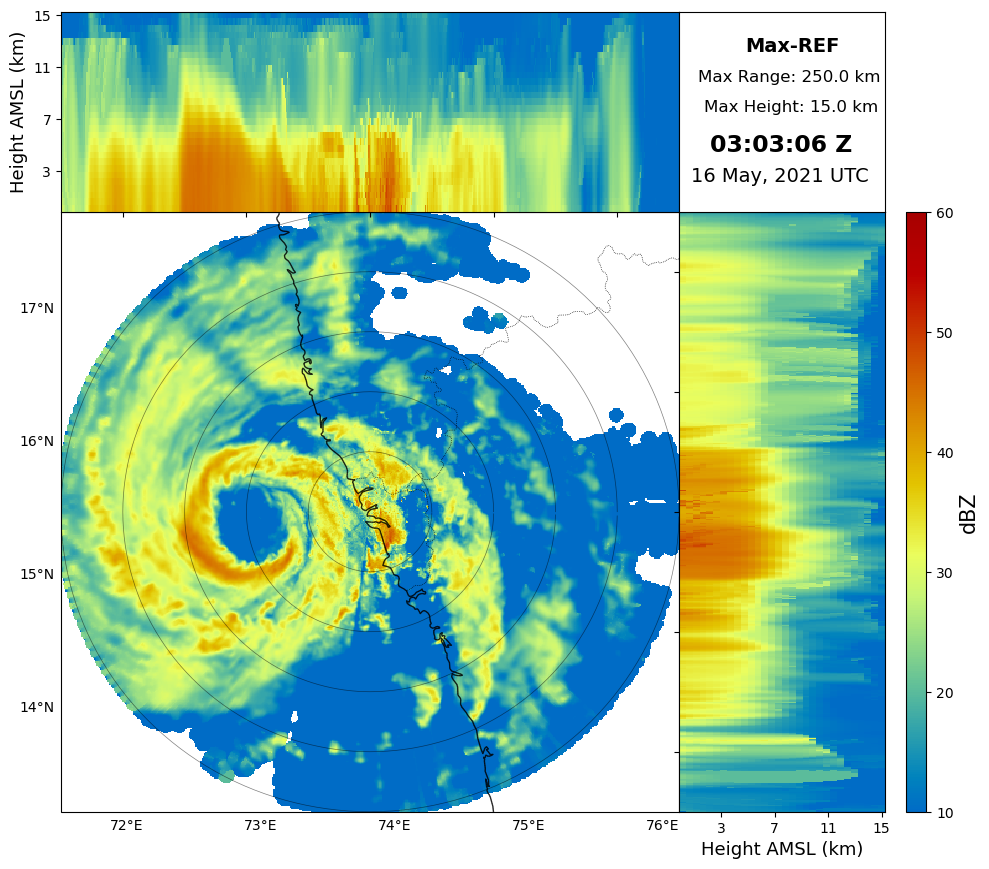 15
11
7
3
Height AMSL (km)
Max-REF
Max Range: 250.0 km
Max Height: 15.0 km
03:03:06 Z
16 May, 2021 UTC
17°N
16°N
15°N
14°N
72°E 73°E 74°E 75°E 76°E
3 7 11 15
Height AMSL (km)
60
50
40
30
20
10
dBZ